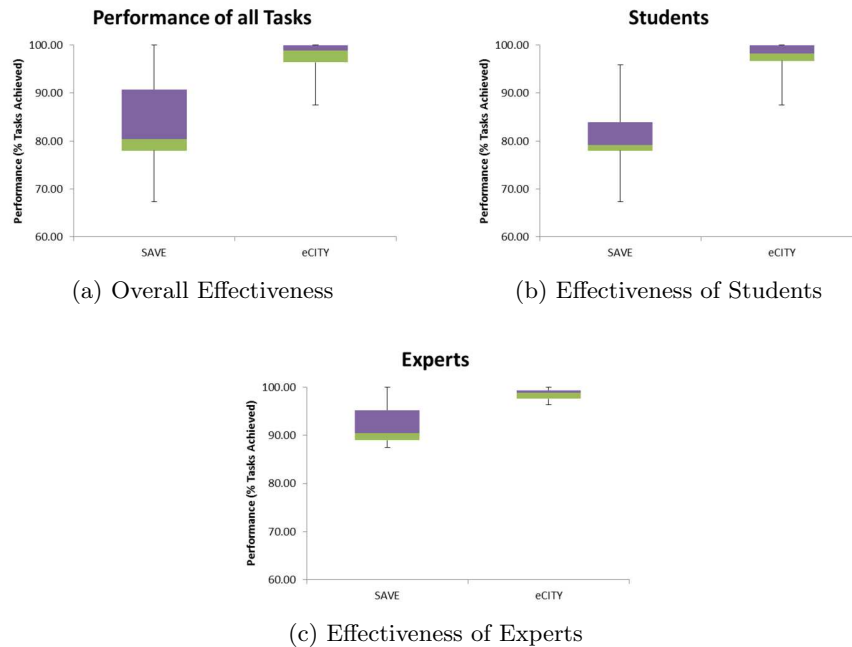 Performance of all Tasks
Performance (% Tasks Achieved)
100.00
90.00
80.00
70.00
60.00
SAVE eCITY
(a) Overall Effectiveness
Students
Performance (% Tasks Achieved)
100.00
90.00
80.00
70.00
60.00
SAVE eCITY
(b) Effectiveness of Students
Experts
Performance (% Tasks Achieved)
100.00
90.00
80.00
70.00
60.00
SAVE eCITY
(c) Effectiveness of Experts